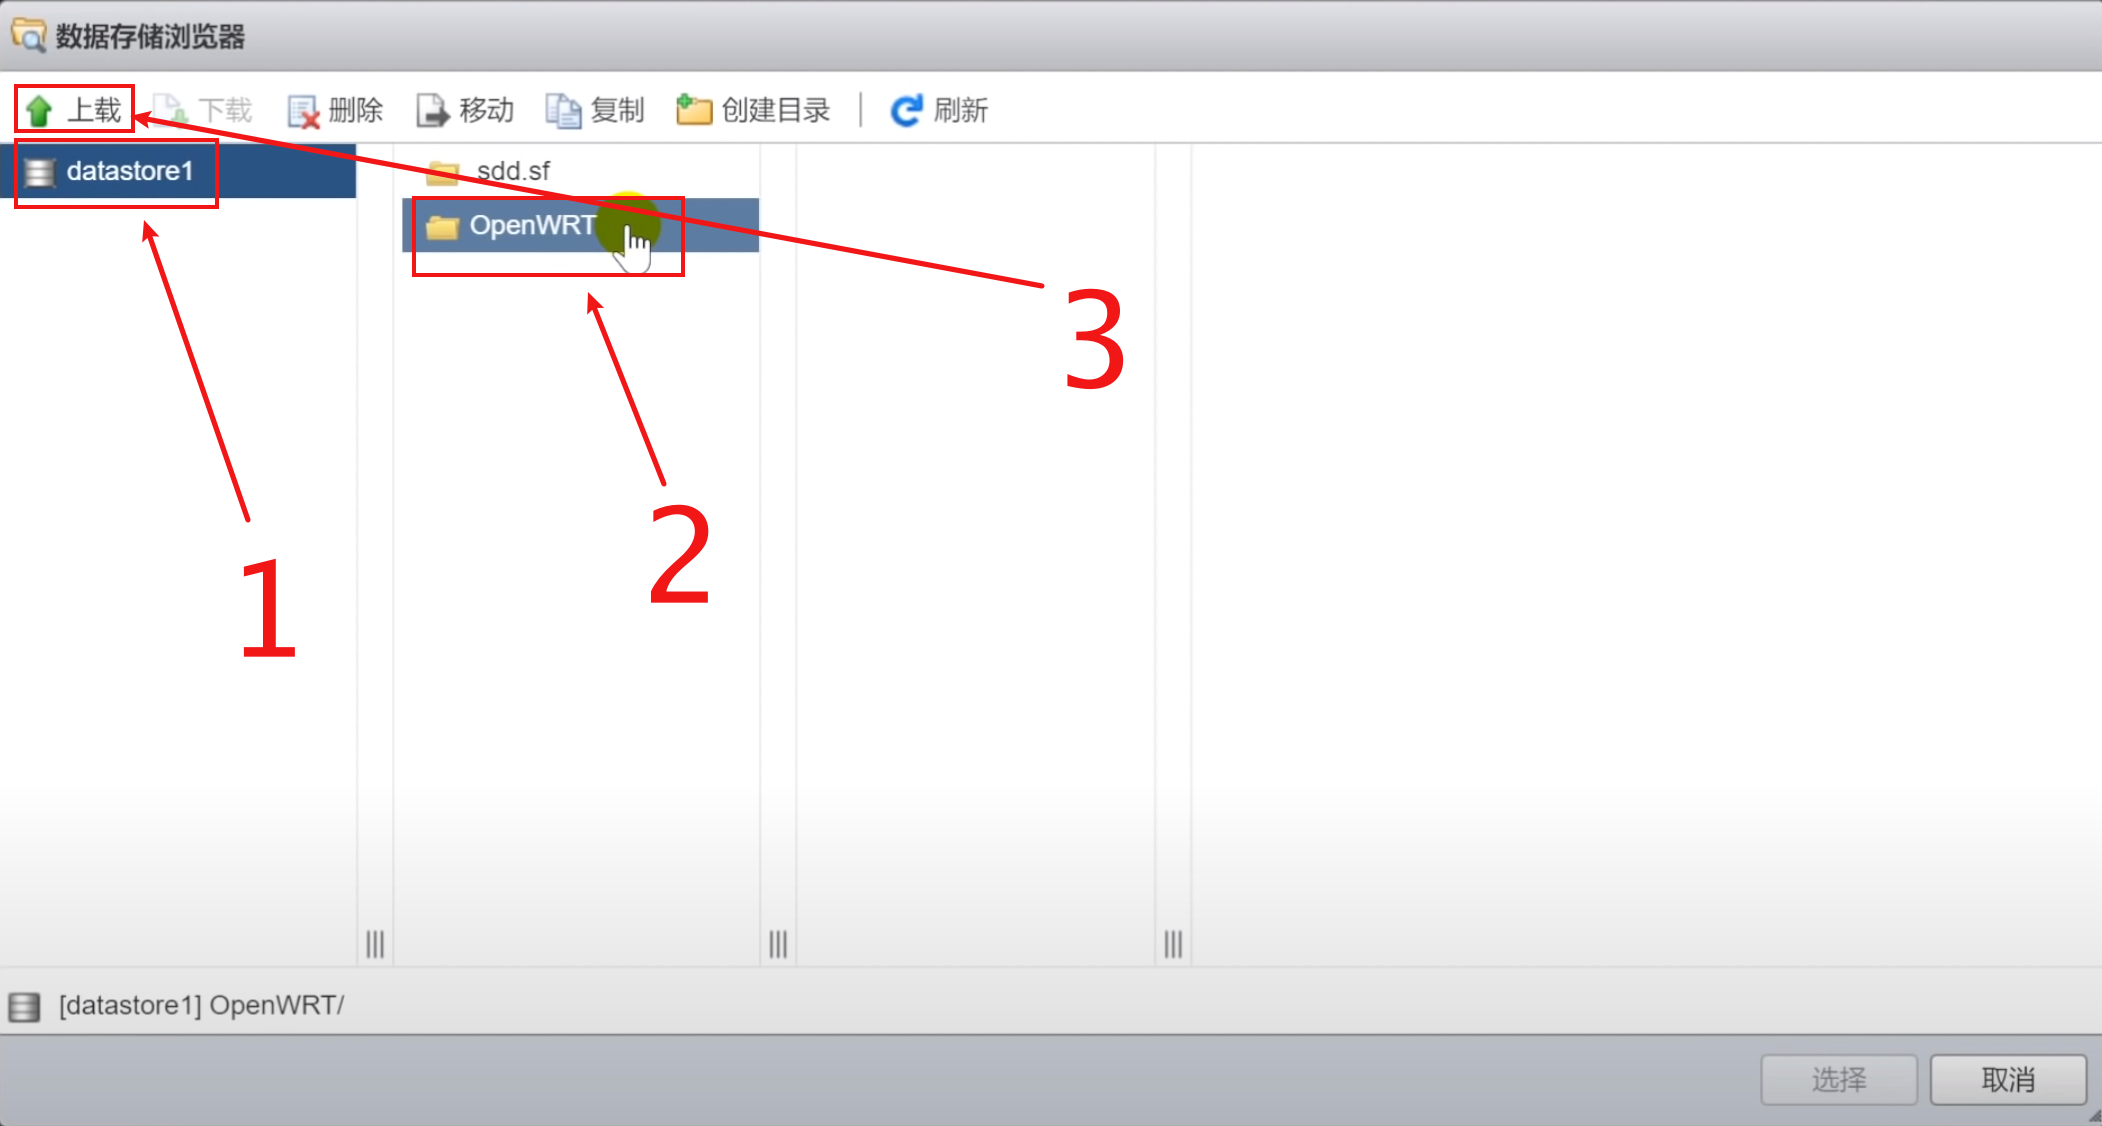 数据存储浏览器
上载 下载 删除 移动 复制 创建目录 刷新
datastore1 sdd.sf
OpenWRT
3
2
1
[datastore1] OpenWRT/
选择 取消